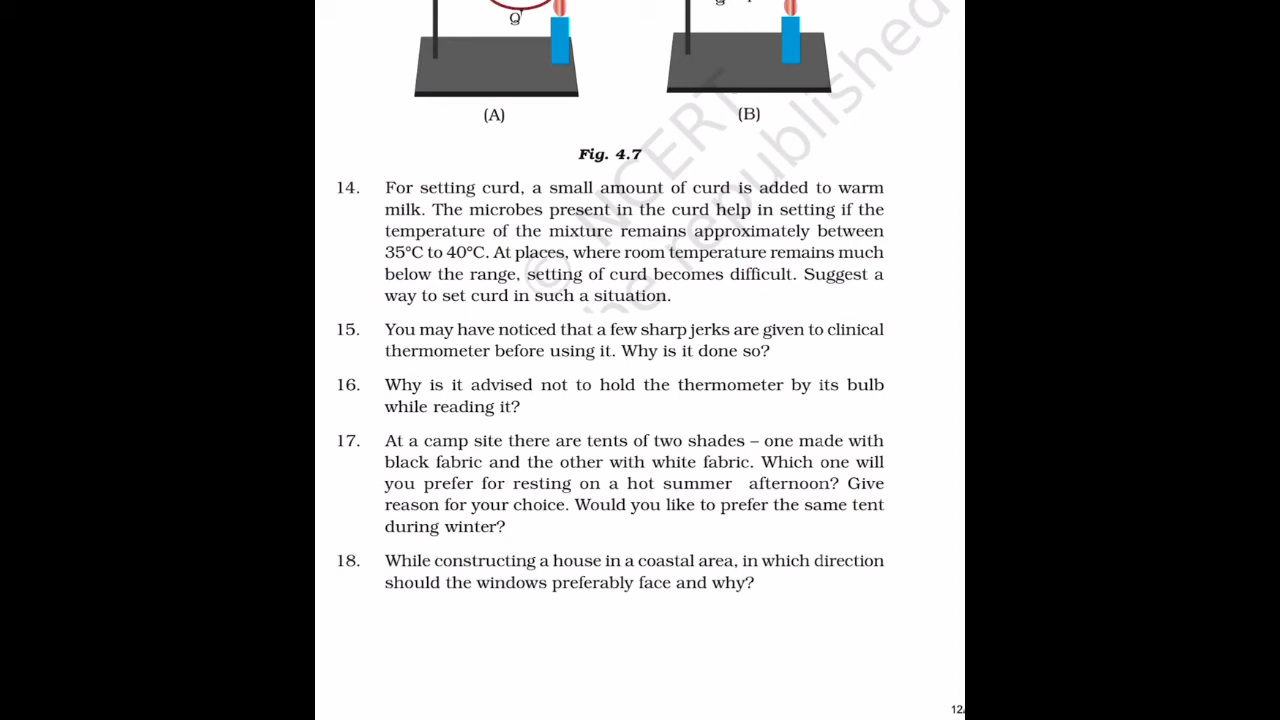 Q
(A)
(B)
Fig. 4.7
14. For setting curd, a small amount of curd is added to warm
milk. The microbes present in the curd help in setting if the
temperature of the mixture remains approximately between
35°C to 40°C. At places, where room temperature remains much
below the range, setting of curd becomes difficult. Suggest a
way to set curd in such a situation.
15. You may have noticed that a few sharp jerks are given to clinical
thermometer before using it. Why is it done so?
16. Why is it advised not to hold the thermometer by its bulb
while reading it?
17. At a camp site there are tents of two shades – one made with
black fabric and the other with white fabric. Which one will
you prefer for resting on a hot summer afternoon? Give
reason for your choice. Would you like to prefer the same tent
during winter?
18. While constructing a house in a coastal area, in which direction
should the windows preferably face and why?
© NCERT
republished